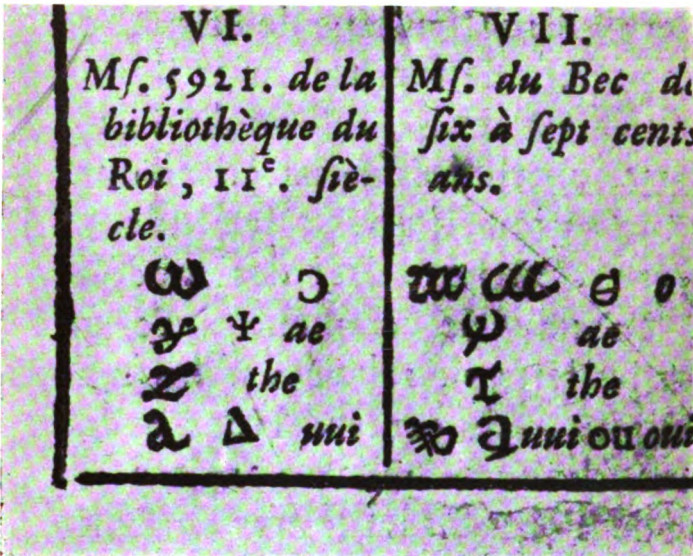 VI.
Mſ. 5921. de la
bibliothèque du
Roi, 11e. ſiè-
cle.
ω Ɔ
Ψ ae
the
Δ uui
VII.
Mſ. du Bec
ſix à ſept cents
ans.
ae
the
uui ou